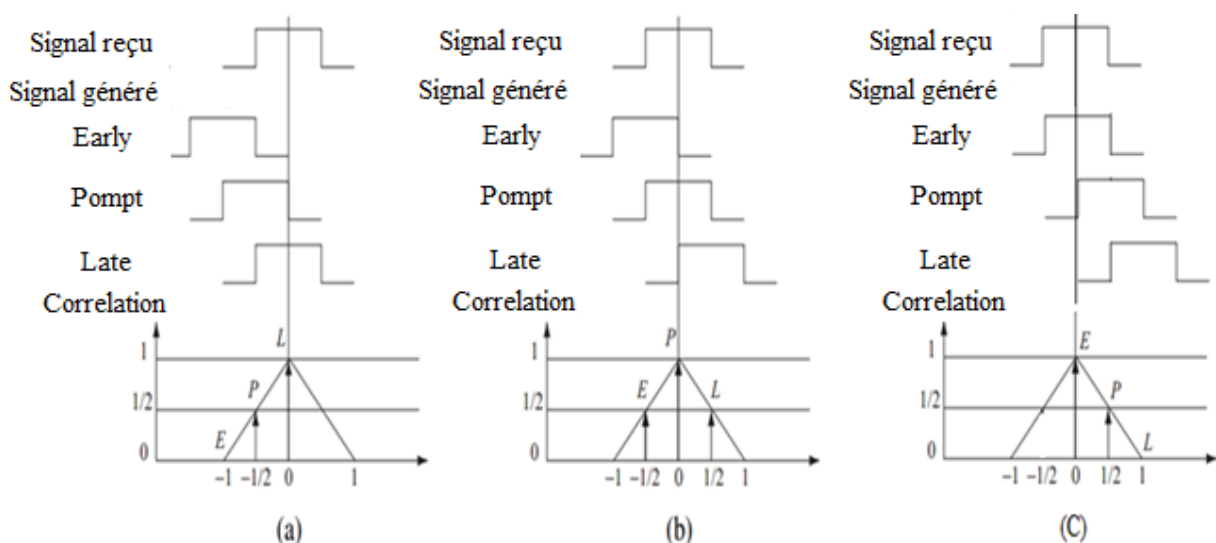 Signal reçu
Signal généré
Early
Pompt
Late
Correlation
L
1
P
1/2
E
0
-1 -1/2 0 1
(a)
Signal reçu
Signal généré
Early
Pompt
Late
Correlation
P
1
E L
1/2
0
-1 -1/2 0 1/2 1
(b)
Signal reçu
Signal généré
Early
Pompt
Late
Correlation
E
1
P
1/2
L
0
-1 -1/2 0 1/2 1
(C)